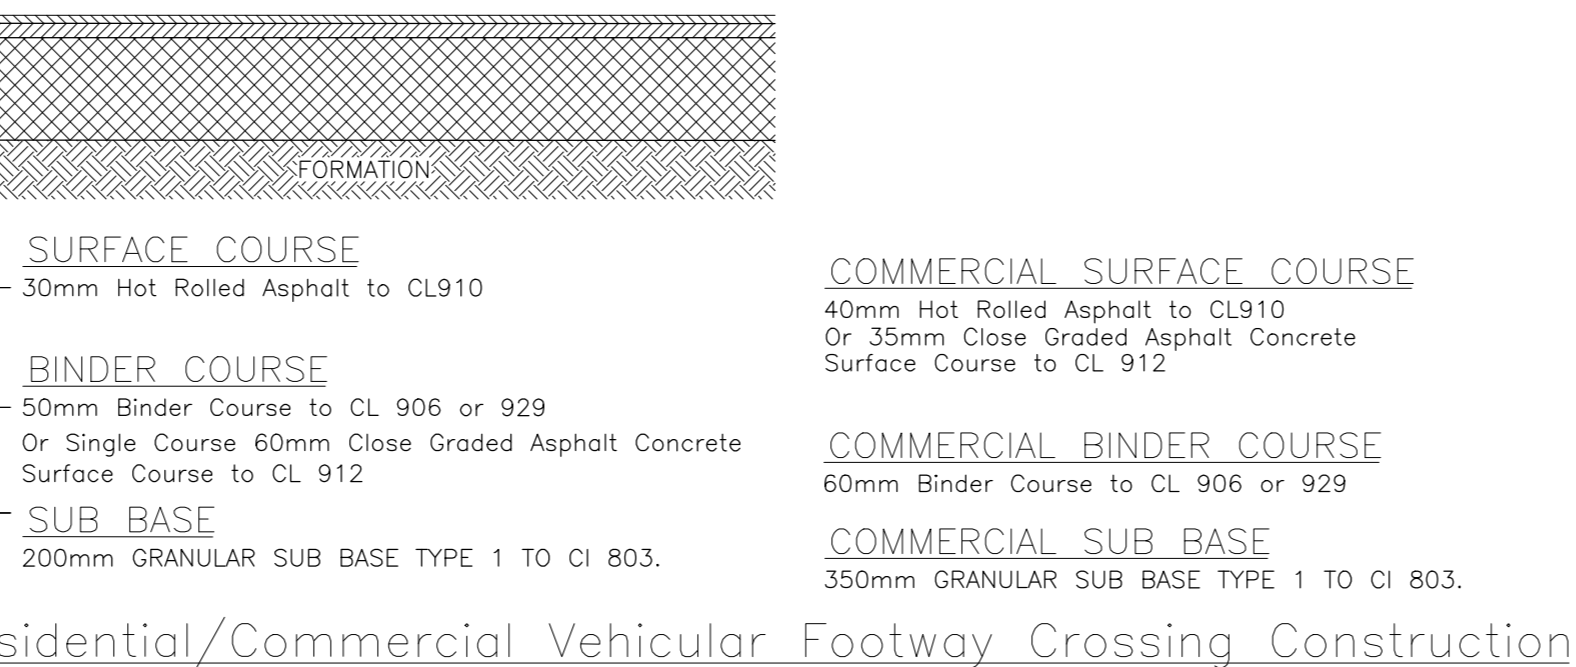 FORMATION
SURFACE COURSE
30mm Hot Rolled Asphalt to CL910
BINDER COURSE
50mm Binder Course to CL 906 or 929
Or Single Course 60mm Close Graded Asphalt Concrete
Surface Course to CL 912
SUB BASE
200mm GRANULAR SUB BASE TYPE 1 TO Cl 803.
COMMERCIAL SURFACE COURSE
40mm Hot Rolled Asphalt to CL910
Or 35mm Close Graded Asphalt Concrete
Surface Course to CL 912
COMMERCIAL BINDER COURSE
60mm Binder Course to CL 906 or 929
COMMERCIAL SUB BASE
350mm GRANULAR SUB BASE TYPE 1 TO Cl 803.
sidential/Commercial Vehicular Footway Crossing Construction